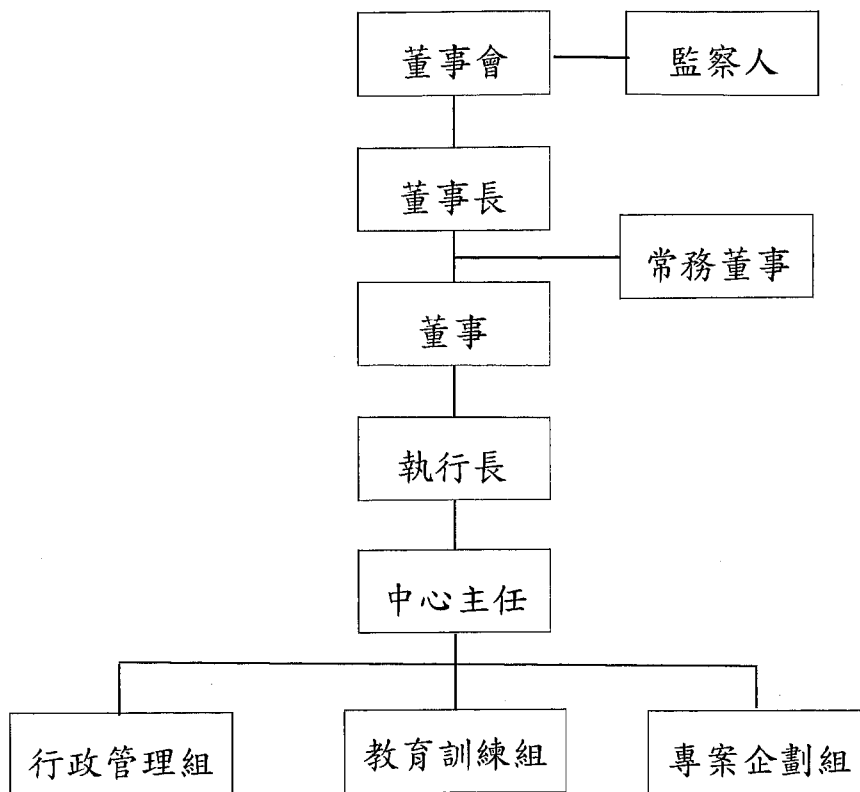 董事會
監察人
董事長
常務董事
董事
執行長
中心主任
行政管理組
教育訓練組
專案企劃組